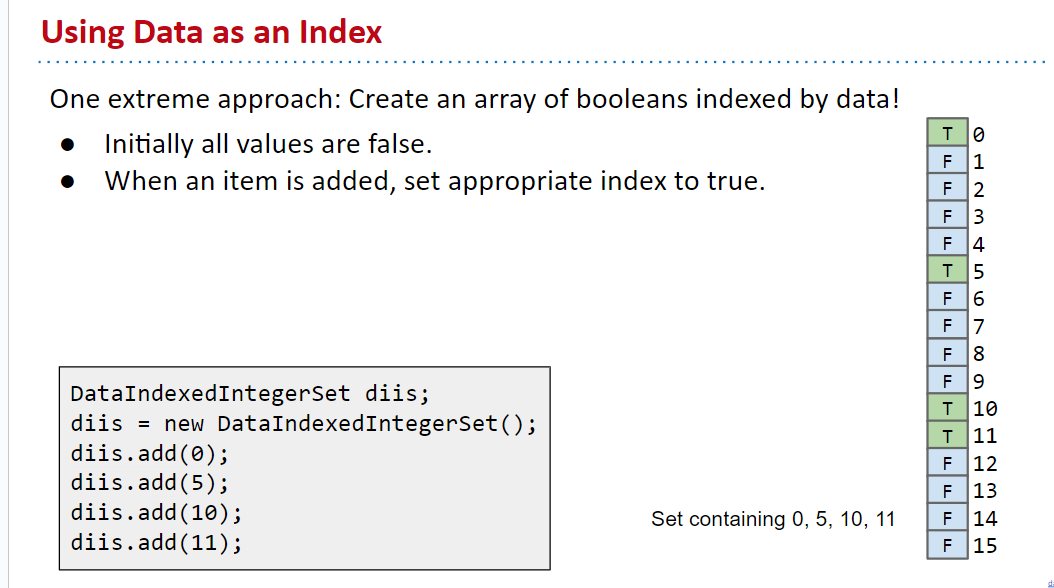 Using Data as an Index
One extreme approach: Create an array of booleans indexed by data!
● Initially all values are false.
● When an item is added, set appropriate index to true.
DataIndexedIntegerSet diis;
diis = new DataIndexedIntegerSet();
diis.add(0);
diis.add(5);
diis.add(10);
diis.add(11);
Set containing 0, 5, 10, 11
T 0
F 1
F 2
F 3
F 4
T 5
F 6
F 7
F 8
F 9
T 10
T 11
F 12
F 13
F 14
F 15